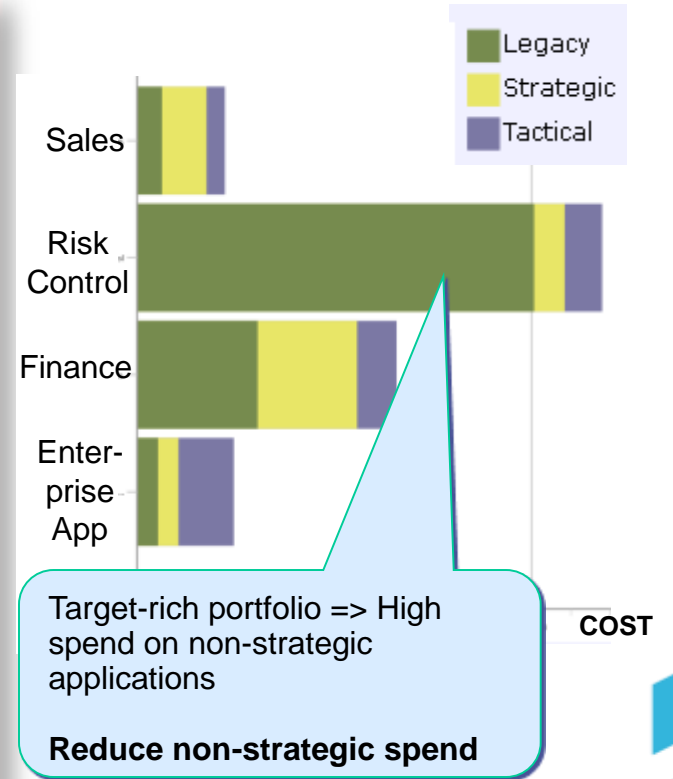 Legacy
Strategic
Tactical
Sales
Risk
Control
Finance
Enter-
prise
App
COST
Target-rich portfolio => High
spend on non-strategic
applications
Reduce non-strategic spend